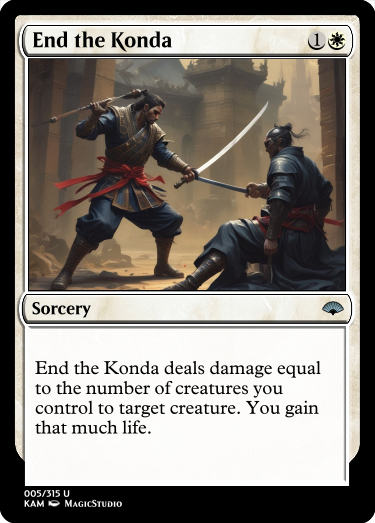 End the Konda 1
Sorcery
End the Konda deals damage equal
to the number of creatures you
control to target creature. You gain
that much life.
005/315 U
KAM MagicStudio